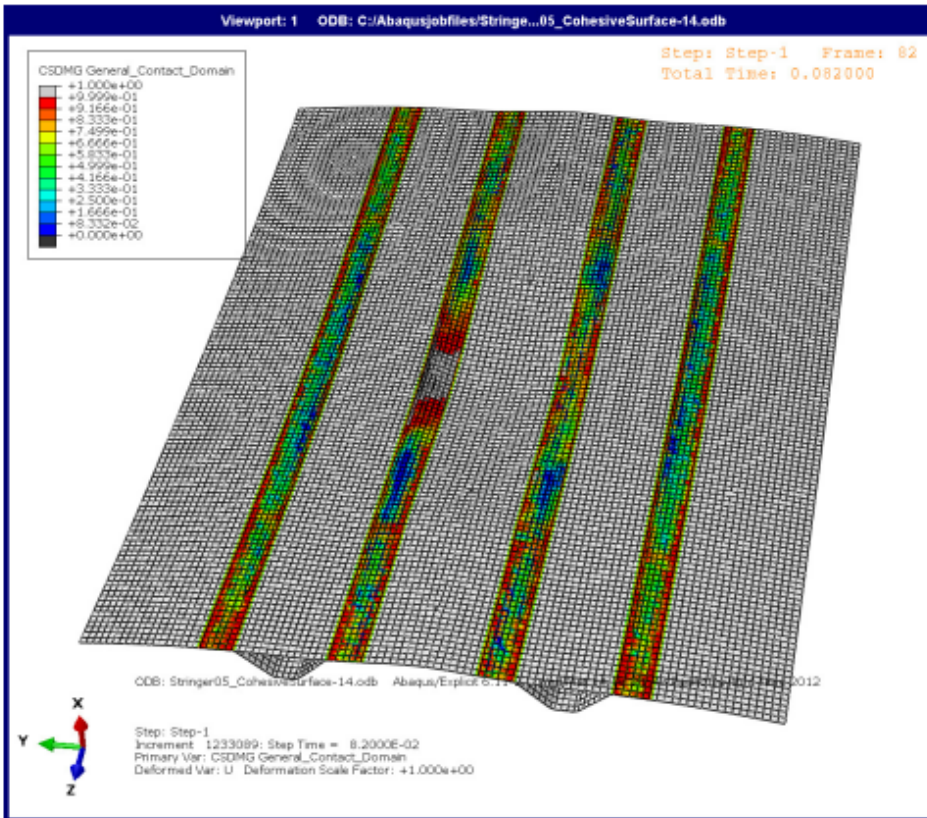 Viewport: 1 ODB: C:/Abaqusjobfiles/Stringe...05_CohesiveSurface-14.odb
Step: Step-1 Frame: 82
Total Time: 0.082000
CSDMG General_Contact_Domain
+1.000e+00
+9.999e-01
+9.166e-01
+8.333e-01
+7.499e-01
+6.666e-01
+5.833e-01
+4.999e-01
+4.166e-01
+3.333e-01
+2.500e-01
+1.666e-01
+8.332e-02
+0.000e+00
ODB: Stringer05_CohesiveSurface-14.odb Abaqus/Explicit 6.11 2012
X
Y
Z
Step: Step-1
Increment 1233089: Step Time = 8.2000E-02
Primary Var: CSDMG General_Contact_Domain
Deformed Var: U Deformation Scale Factor: +1.000e+00